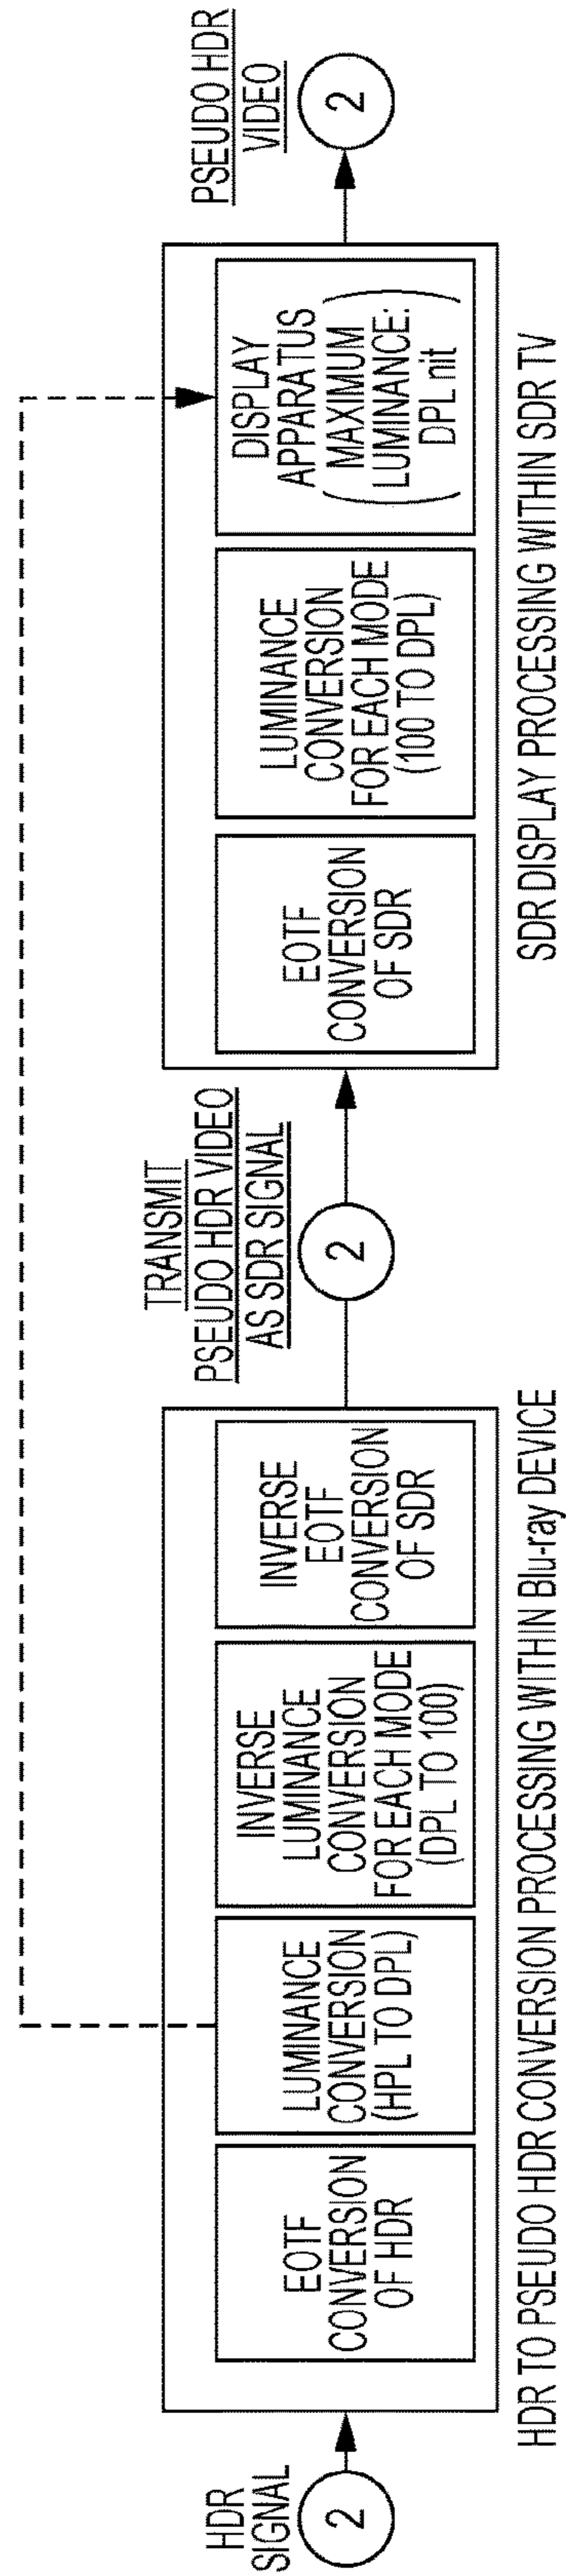 HDR
SIGNAL
2
EOTF
CONVERSION
OF HDR
LUMINANCE
CONVERSION
(HPL TO DPL)
INVERSE
LUMINANCE
CONVERSION
FOR EACH MODE
(DPL TO 100)
INVERSE
EOTF
CONVERSION
OF SDR
HDR TO PSEUDO HDR CONVERSION PROCESSING WITHIN Blu-ray DEVICE
TRANSMIT
PSEUDO HDR VIDEO
AS SDR SIGNAL
2
EOTF
CONVERSION
OF SDR
LUMINANCE
CONVERSION
FOR EACH MODE
(100 TO DPL)
DISPLAY
APPARATUS
(MAXIMUM
LUMINANCE:
DPL nit)
SDR DISPLAY PROCESSING WITHIN SDR TV
PSEUDO HDR
VIDEO
2